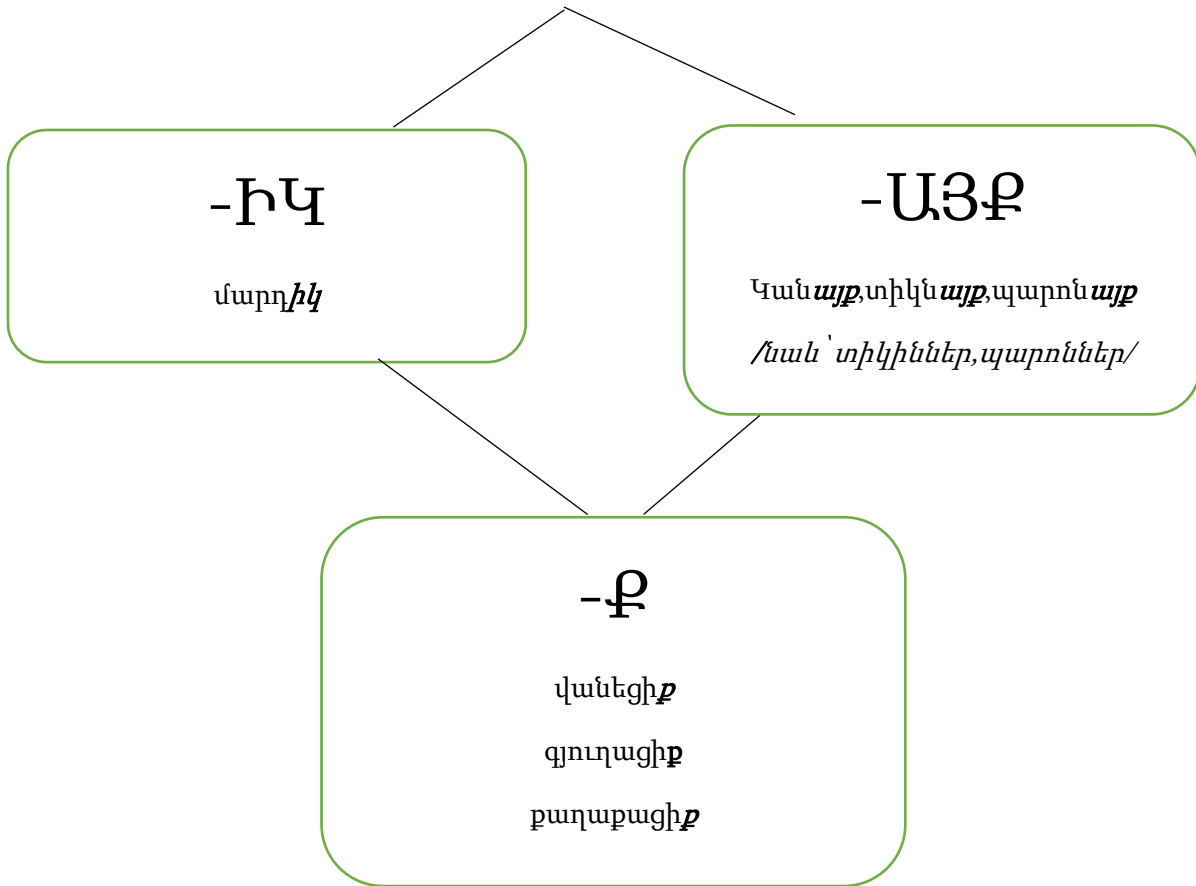 -ԻԿ
մարդիկ
-ԱՅՔ
Կանայք,տիկնայք,պարոնայք
/նաև՝տիկիններ,պարոններ/
-Ք
վանեցիք
գյուղացիք
քաղաքացիք